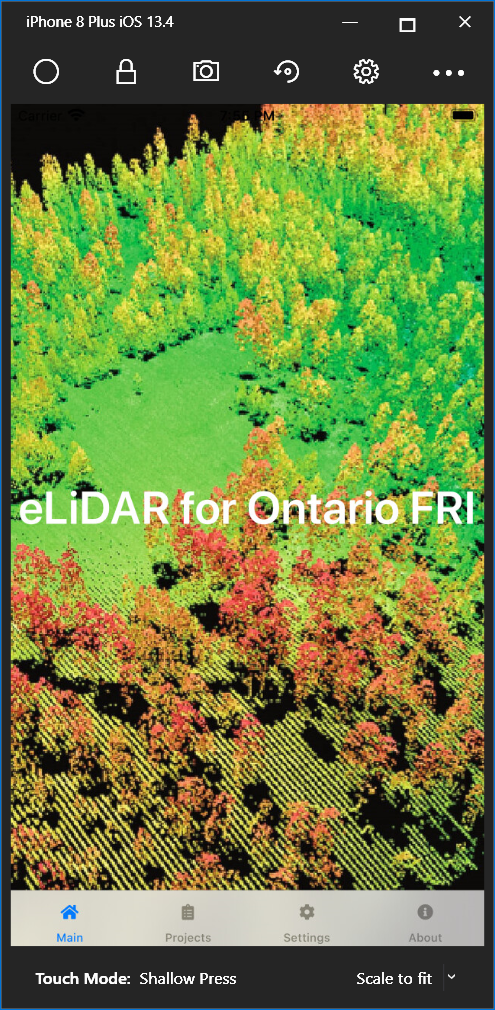 iPhone 8 Plus iOS 13.4
Carrier
eLiDAR for Ontario FRI
Main Projects Settings About
Touch Mode: Shallow Press Scale to fit